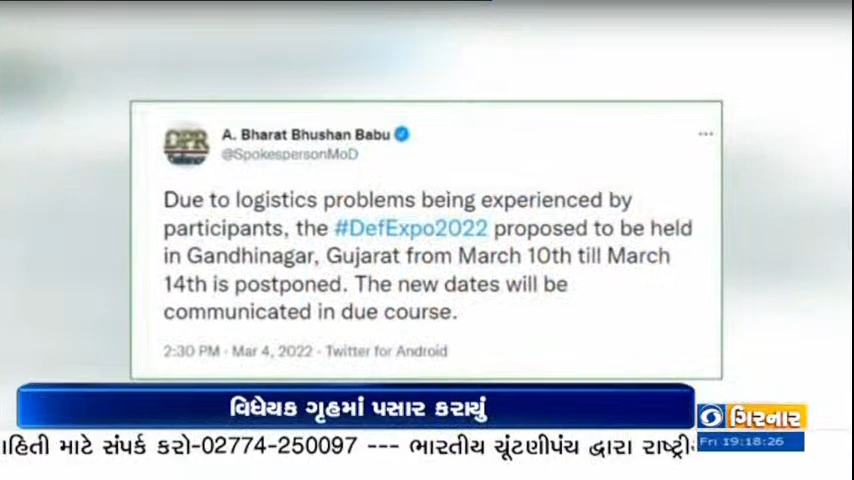 A. Bharat Bhushan Babu
@SpokespersonMoD
Due to logistics problems being experienced by
participants, the #DefExpo2022 proposed to be held
in Gandhinagar, Gujarat from March 10th till March
14th is postponed. The new dates will be
communicated in due course.
2:30 PM · Mar 4, 2022 · Twitter for Android
વિધેયક ગૃહમાં પસાર કરાયું
ગિરનાર
Fri 19:18:26
માટે સંપર્ક કરો-02774-250097 --- ભારતીય ચૂંટણીપંચ દ્વારા